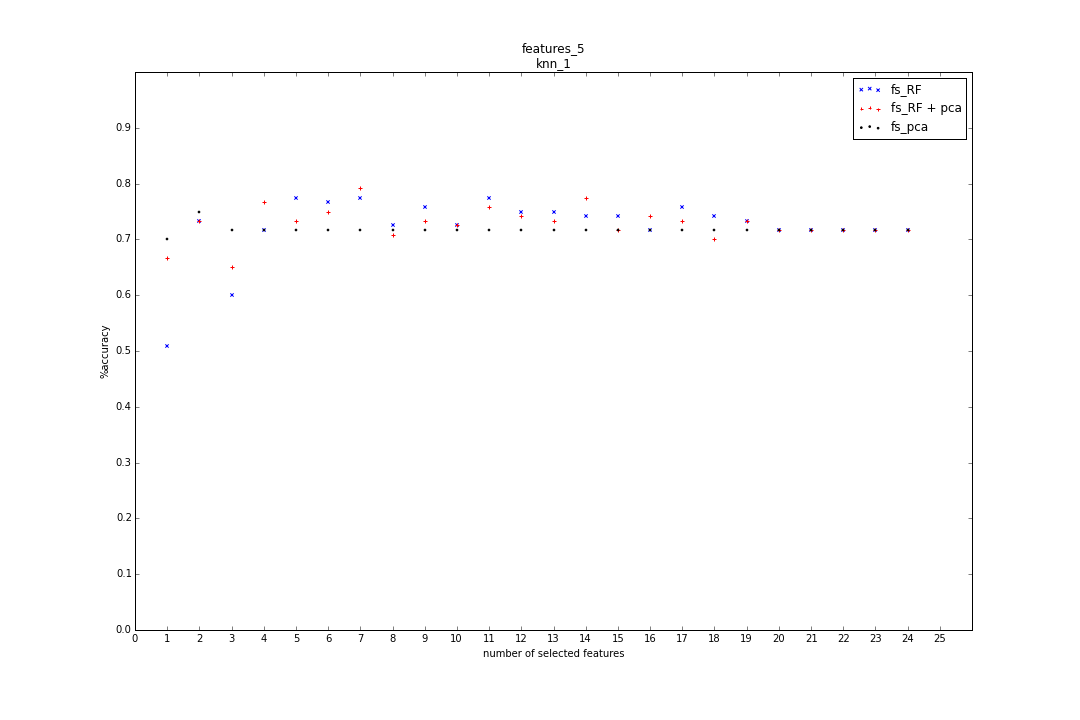 features_5
knn_1
fs_RF
fs_RF + pca
fs_pca
%accuracy
0.9
0.8
0.7
0.6
0.5
0.4
0.3
0.2
0.1
0.0
0 1 2 3 4 5 6 7 8 9 10 11 12 13 14 15 16 17 18 19 20 21 22 23 24 25
number of selected features